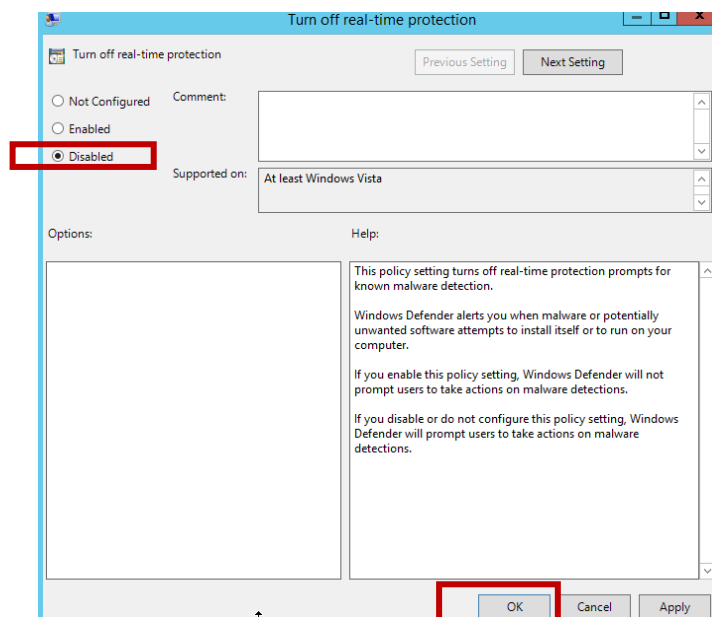 Turn off real-time protection
Turn off real-time protection
Previous Setting
Next Setting
Not Configured
Comment:
Enabled
Disabled
Supported on:
At least Windows Vista
Options:
Help:
This policy setting turns off real-time protection prompts for
known malware detection.
Windows Defender alerts you when malware or potentially
unwanted software attempts to install itself or to run on your
computer.
If you enable this policy setting, Windows Defender will not
prompt users to take actions on malware detections.
If you disable or do not configure this policy setting, Windows
Defender will prompt users to take actions on malware
detections.
OK
Cancel
Apply